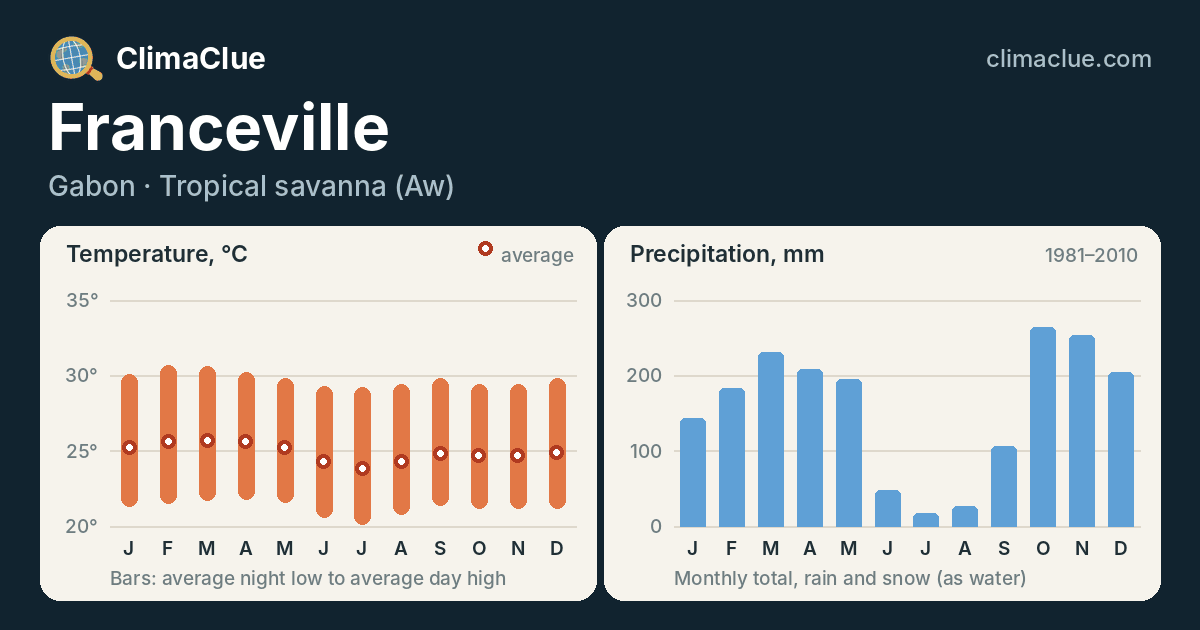 ClimaClue
climaclue.com
Franceville
Gabon · Tropical savanna (Aw)
Temperature, °C
average
35°
30°
25°
20°
J F M A M J J A S O N D
Bars: average night low to average day high
Precipitation, mm
1981–2010
300
200
100
0
J F M A M J J A S O N D
Monthly total, rain and snow (as water)